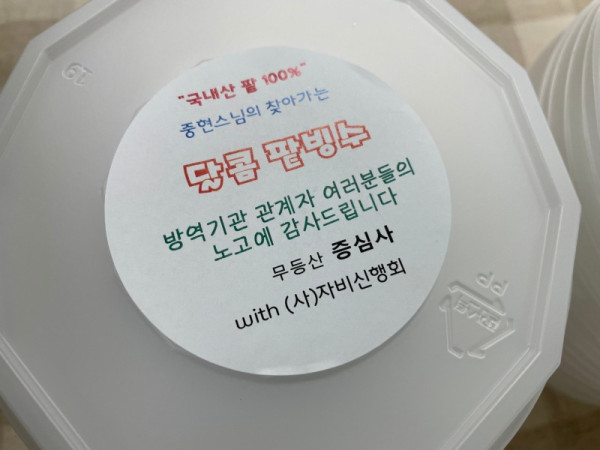 "국내산 팥 100%"
중현스님의 찾아가는
달콤 팥빙수
방역기관 관계자 여러분들의
노고에 감사드립니다
무등산 증심사
with (사)자비신행회
19
PP